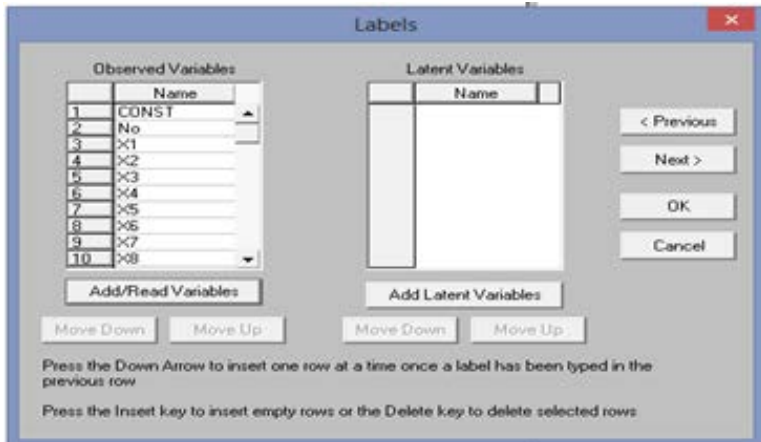 Labels
Observed Variables
Name
1 CONST
2 No
3 X1
4 X2
5 X3
6 X4
7 X5
8 X6
9 X7
10 X8
Add/Read Variables
Move Down Move Up
Latent Variables
Name
Add Latent Variables
Move Down Move Up
< Previous
Next >
OK
Cancel
Press the Down Arrow to insert one row at a time once a label has been typed in the
previous row
Press the Insert key to insert empty rows or the Delete key to delete selected rows